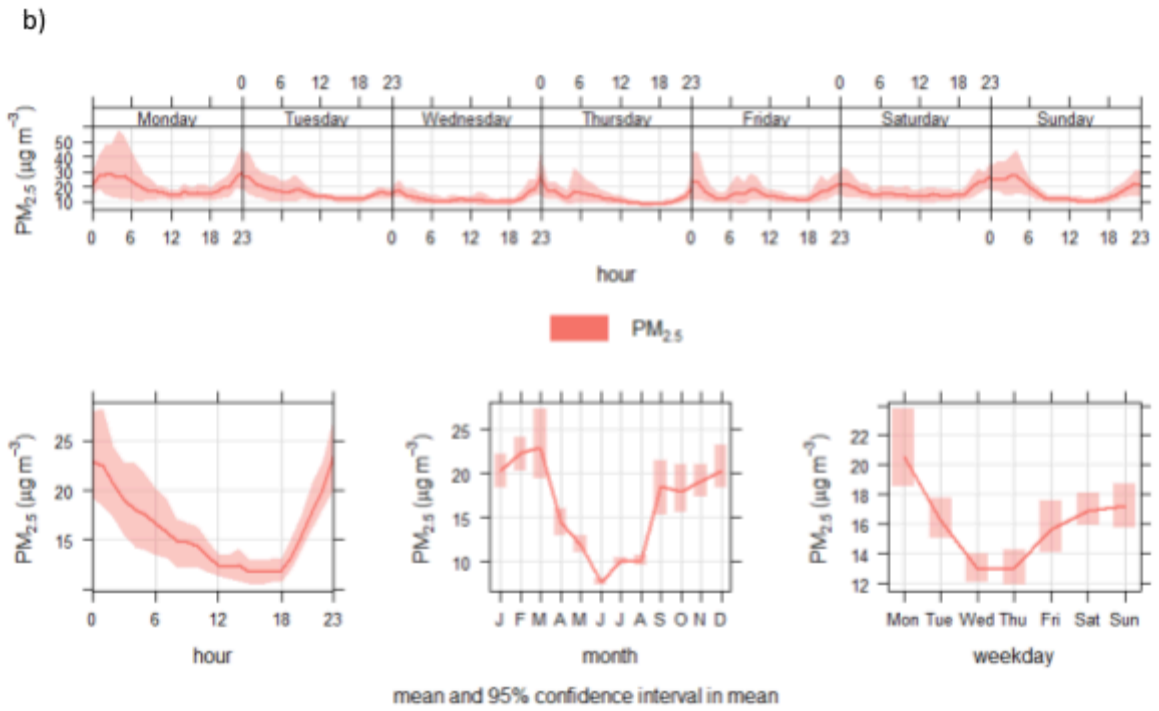 b)
0 6 12 18 23 0 6 12 18 23 0 6 12 18 23
Monday Tuesday Wednesday Thursday Friday Saturday Sunday
PM2.5 (µg m−3)
50
30
20
10
0 6 12 18 23 0 6 12 18 23 0 6 12 18 23 0 6 12 18 23
hour
PM2.5
PM2.5 (µg m−3)
25
20
15
0 6 12 18 23
hour
PM2.5 (µg m−3)
25
20
15
10
J F M A M J J A S O N D
month
PM2.5 (µg m−3)
22
20
18
16
14
12
Mon Tue Wed Thu Fri Sat Sun
weekday
mean and 95% confidence interval in mean